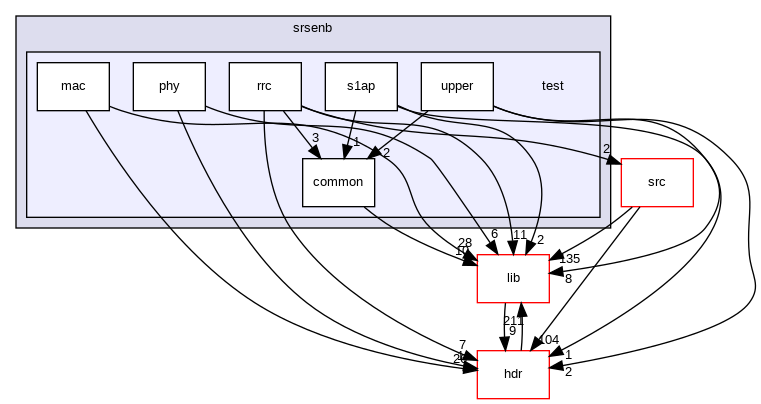 srsenb
mac
phy
rrc
s1ap
upper
test
3
1
2
2
common
src
28
6
11
2
135
8
lib
211
9
104
7
1
2
hdr